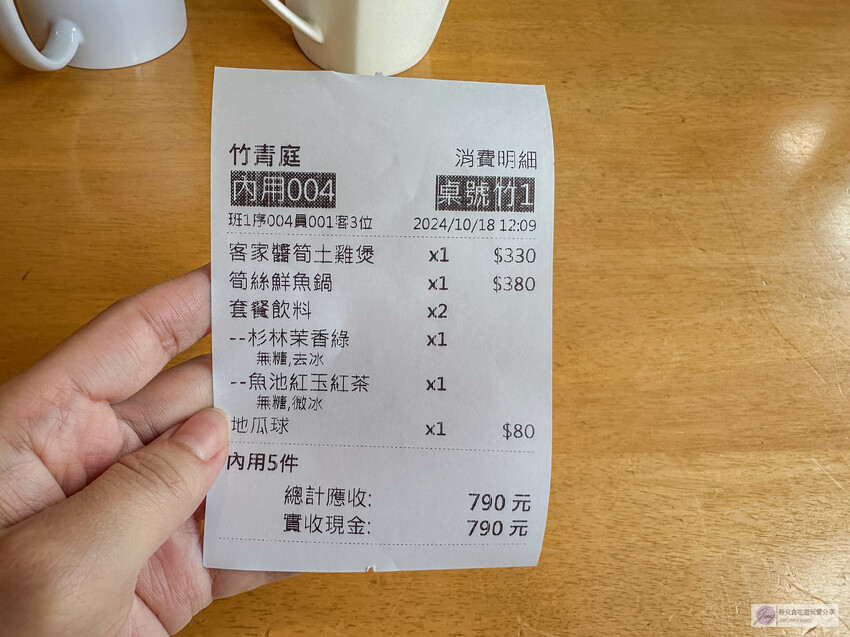 竹青庭 消費明細
內用004 桌號竹1
班1序004員001客3位 2024/10/18 12:09
客家醬筍土雞煲 x1 $330
筍絲鮮魚鍋 x1 $380
套餐飲料 x2
--杉林茉香綠 x1
無糖,去冰
--魚池紅玉紅茶 x1
無糖,微冰
地瓜球 x1 $80
內用5件
總計應收: 790 元
實收現金: 790 元